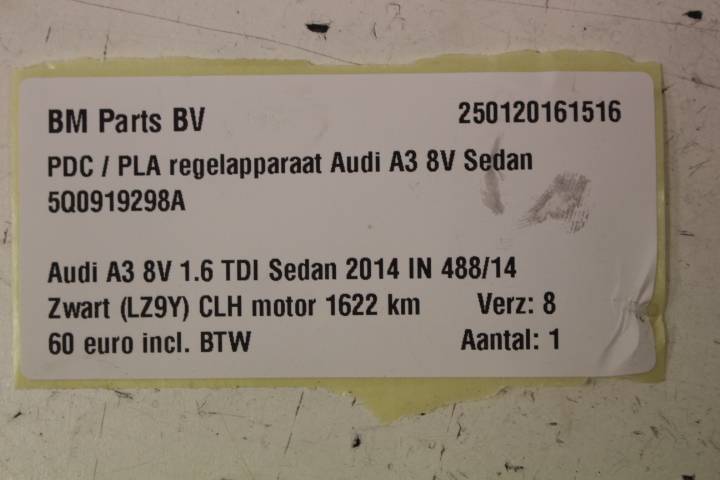 BM Parts BV 250120161516
PDC / PLA regelapparaat Audi A3 8V Sedan
5Q0919298A
Audi A3 8V 1.6 TDI Sedan 2014 IN 488/14
Zwart (LZ9Y) CLH motor 1622 km Verz: 8
60 euro incl. BTW Aantal: 1